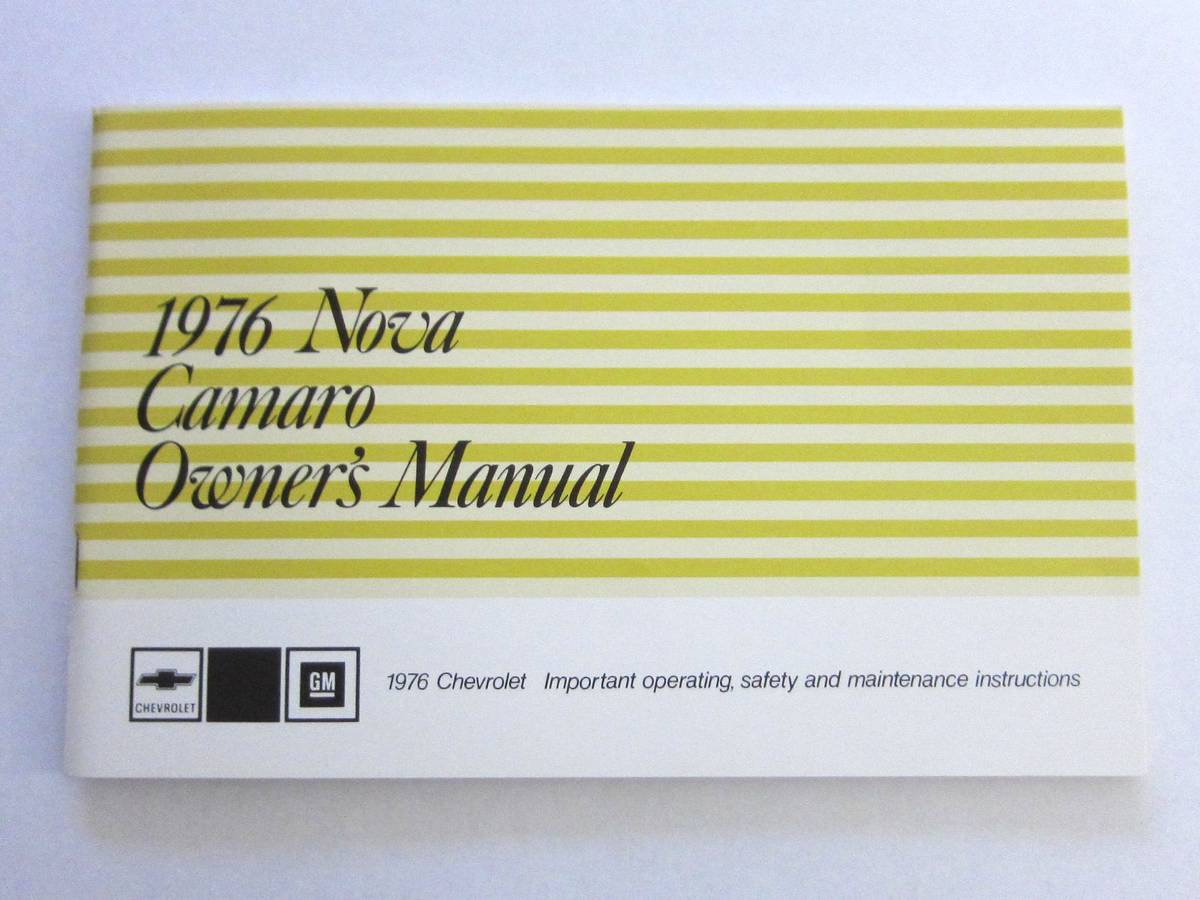 1976 Nova
Camaro
Owner's Manual
CHEVROLET
GM
1976 Chevrolet Important operating, safety and maintenance instructions